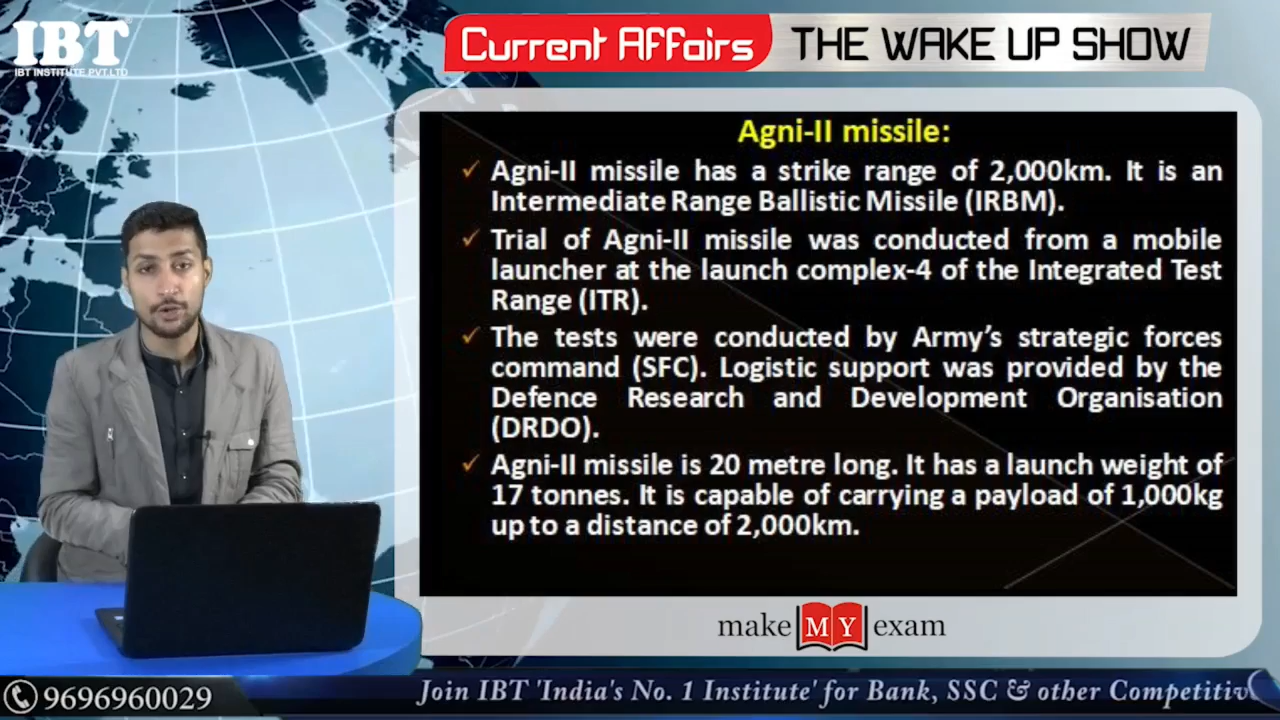 IBT
IBT INSTITUTE PVT.LTD
Current Affairs THE WAKE UP SHOW
Agni-II missile:
✓ Agni-II missile has a strike range of 2,000km. It is an
Intermediate Range Ballistic Missile (IRBM).
✓ Trial of Agni-II missile was conducted from a mobile
launcher at the launch complex-4 of the Integrated Test
Range (ITR).
✓ The tests were conducted by Army's strategic forces
command (SFC). Logistic support was provided by the
Defence Research and Development Organisation
(DRDO).
✓ Agni-II missile is 20 metre long. It has a launch weight of
17 tonnes. It is capable of carrying a payload of 1,000kg
up to a distance of 2,000km.
make MY exam
9696960029
Join IBT 'India's No. 1 Institute' for Bank, SSC & other Competitiv